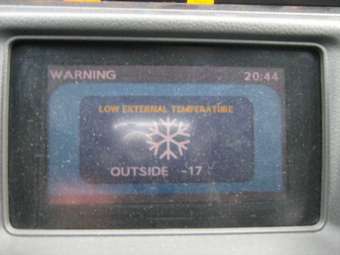 WARNING 20:44
LOW EXTERNAL TEMPERATURE
OUTSIDE -17